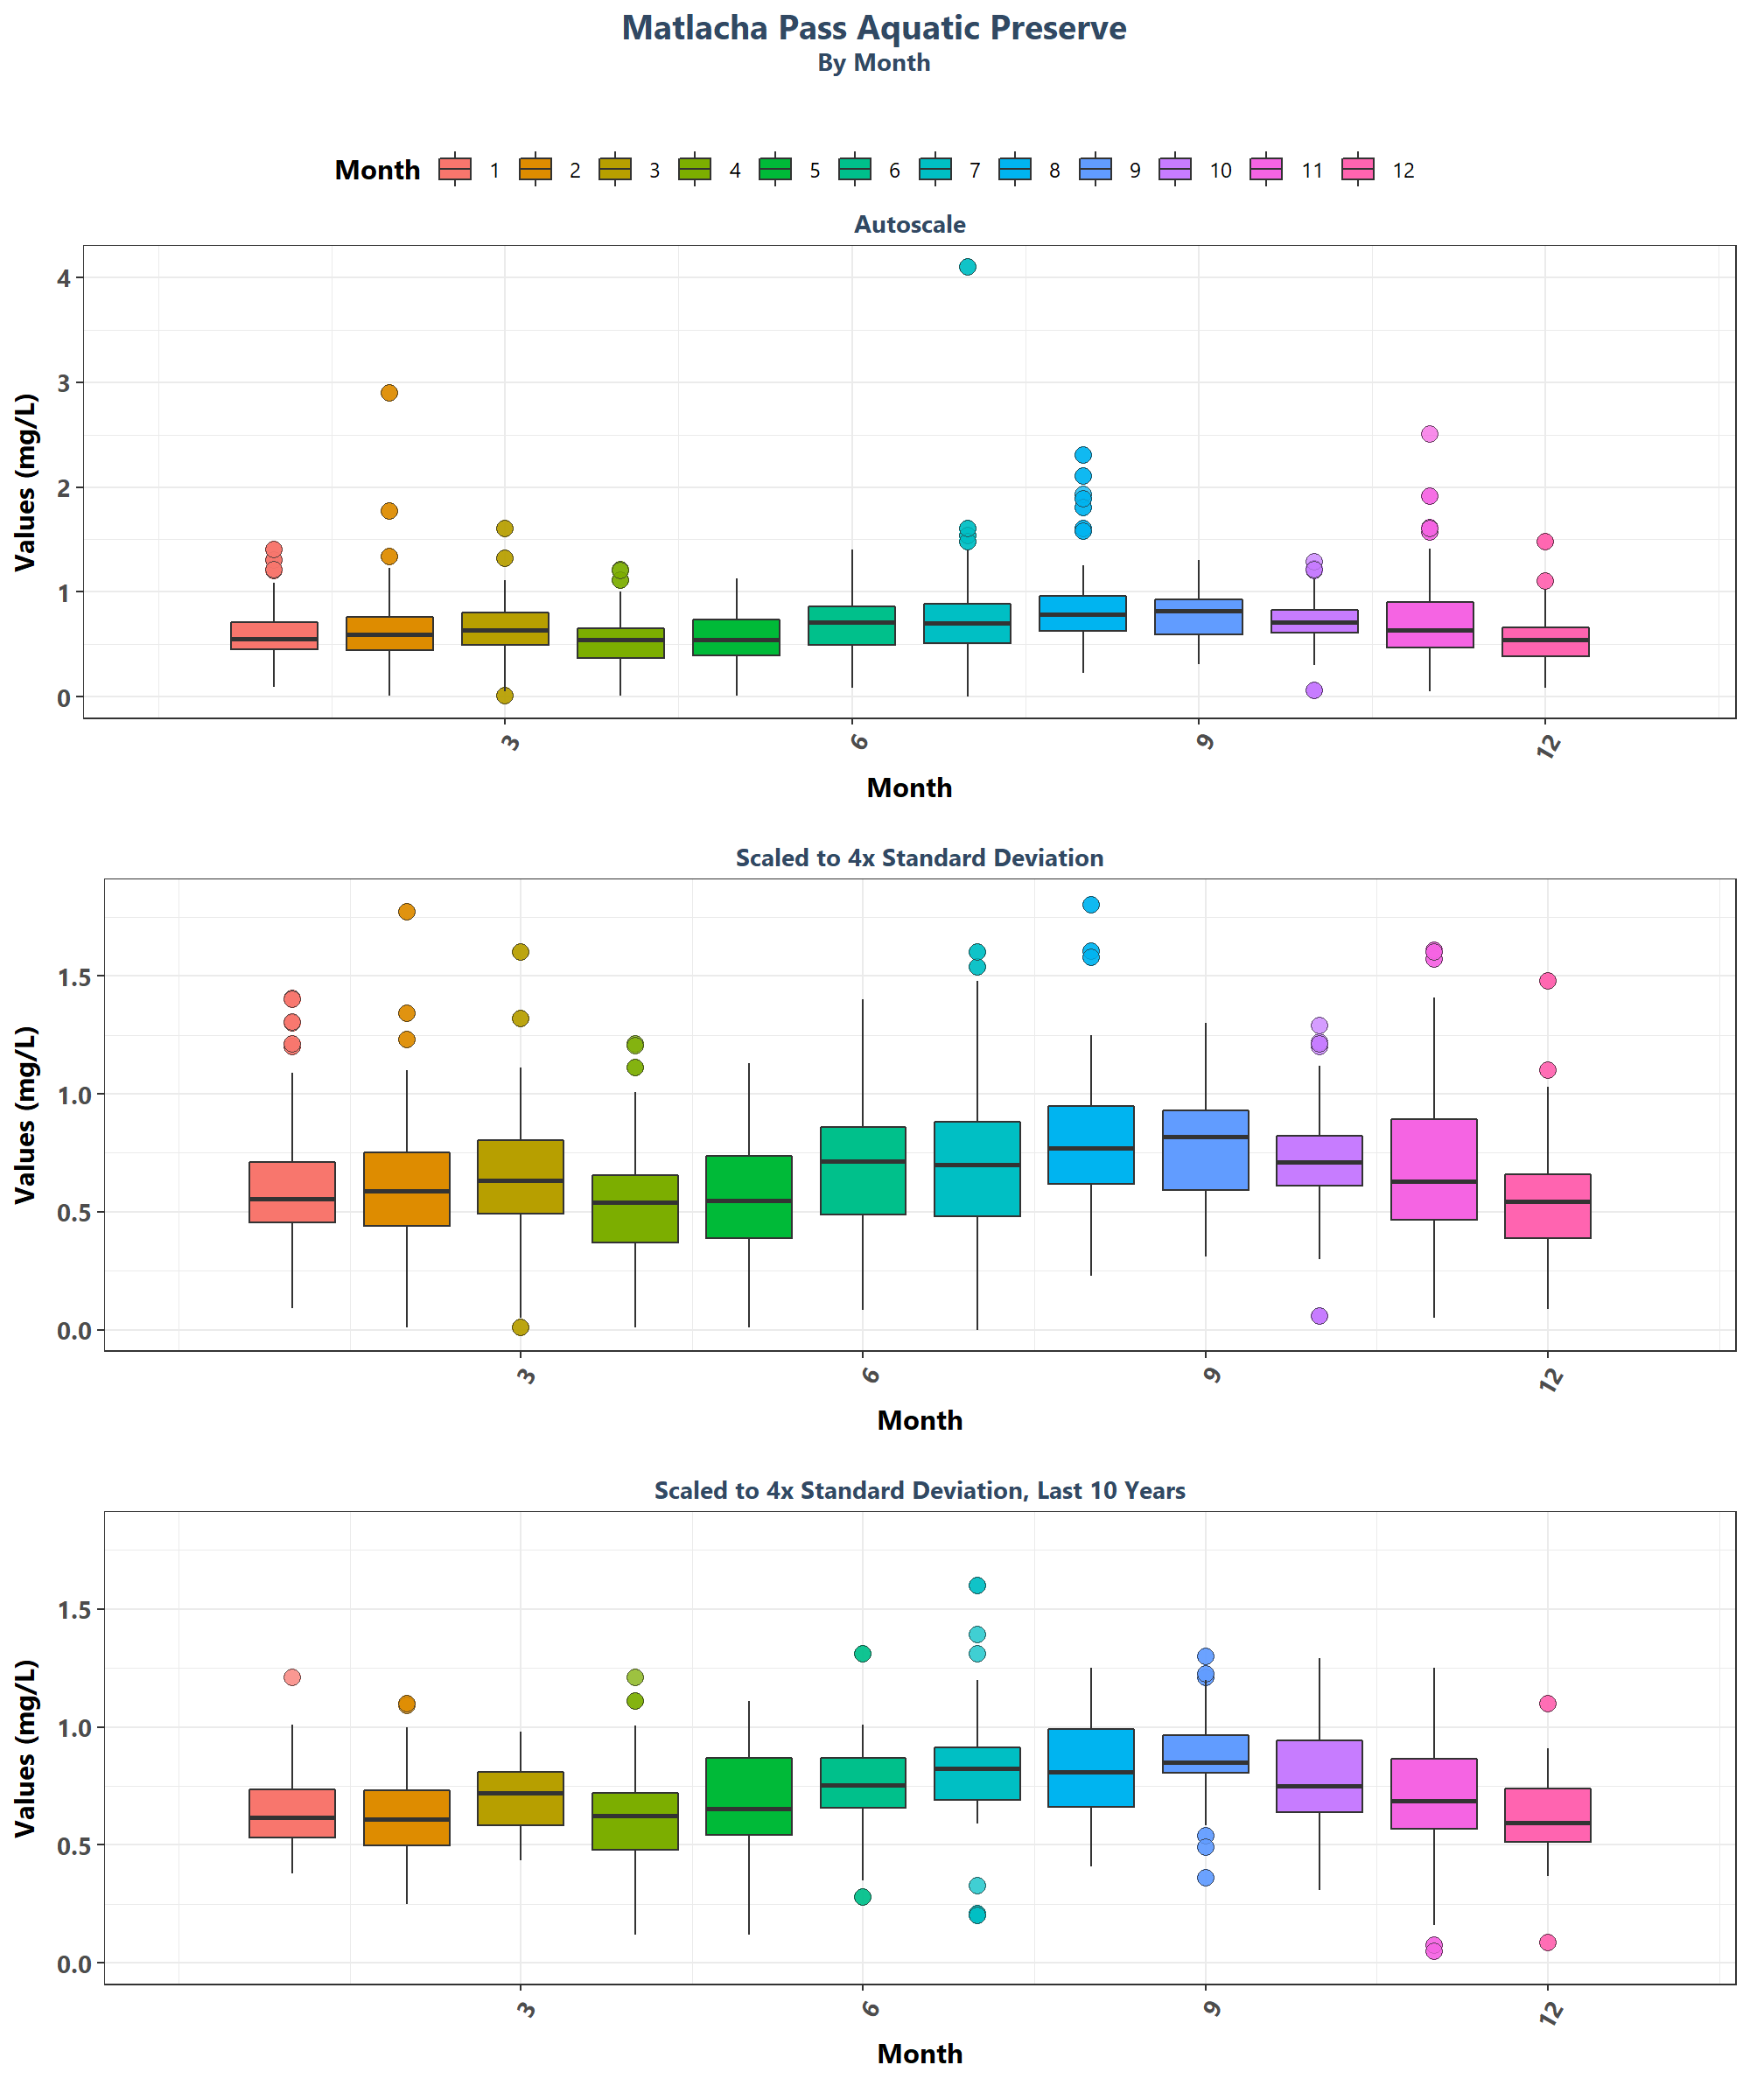 Matlacha Pass Aquatic Preserve
By Month
Month 1 2 3 4 5 6 7 8 9 10 11 12
Autoscale
Values (mg/L)
4
3
2
1
0
3 6 9 12
Month
Scaled to 4x Standard Deviation
Values (mg/L)
1.5
1.0
0.5
0.0
3 6 9 12
Month
Scaled to 4x Standard Deviation, Last 10 Years
Values (mg/L)
1.5
1.0
0.5
0.0
3 6 9 12
Month